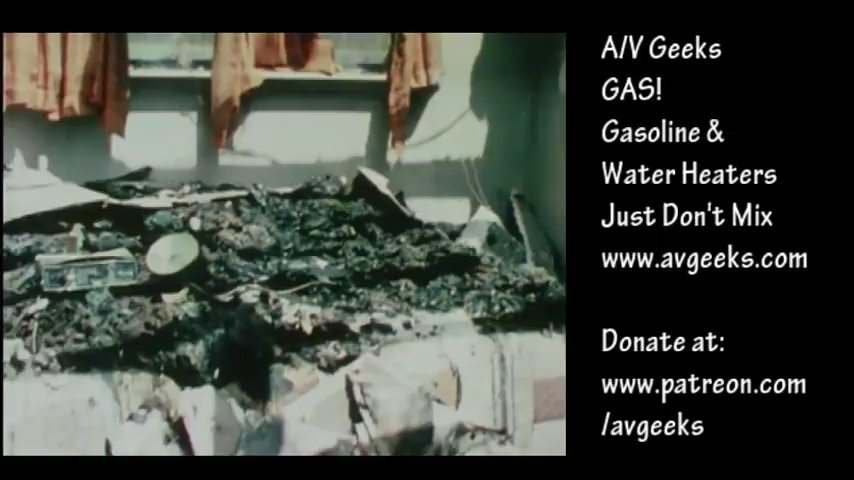 A/V Geeks
GAS!
Gasoline &
Water Heaters
Just Don't Mix
www.avgeeks.com
Donate at:
www.patreon.com
/avgeeks